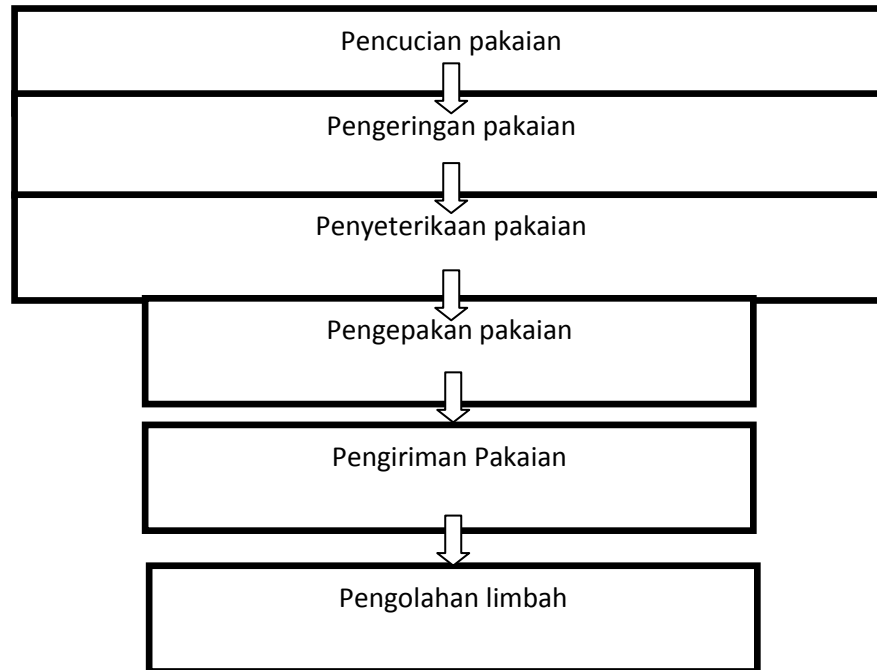 Pencucian pakaian
Pengeringan pakaian
Penyeterikaan pakaian
Pengepakan pakaian
Pengiriman Pakaian
Pengolahan limbah